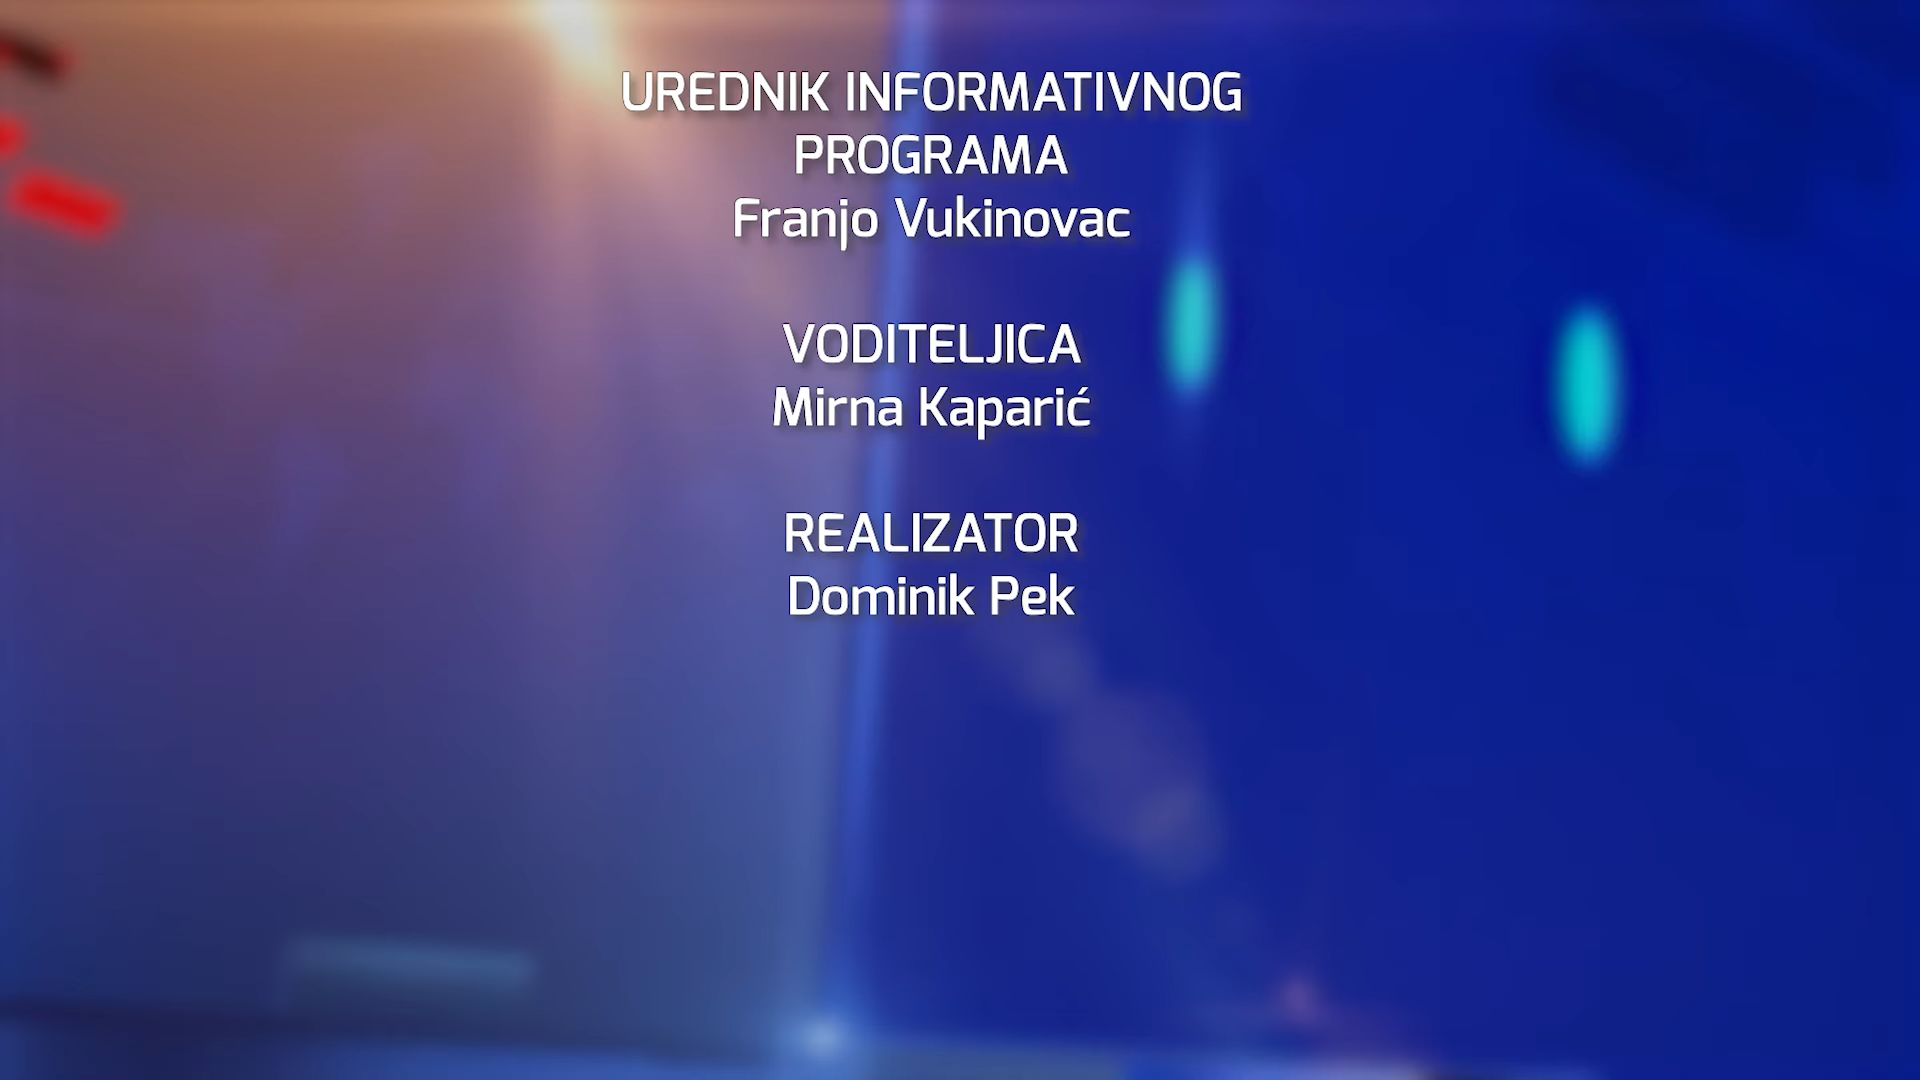 UREDNIK INFORMATIVNOG
PROGRAMA
Franjo Vukinovac
VODITELJICA
Mirna Kaparić
REALIZATOR
Dominik Pek